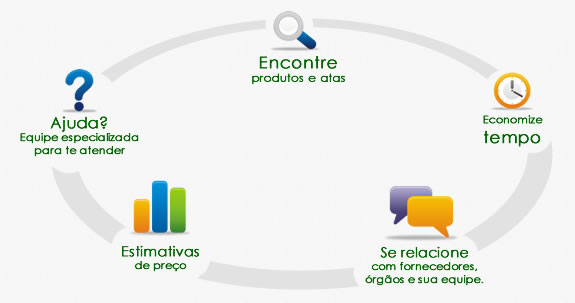 Encontre
produtos e atas
Economize
tempo
Se relacione
com fornecedores,
órgãos e sua equipe.
Estimativas
de preço
Ajuda?
Equipe especializada
para te atender